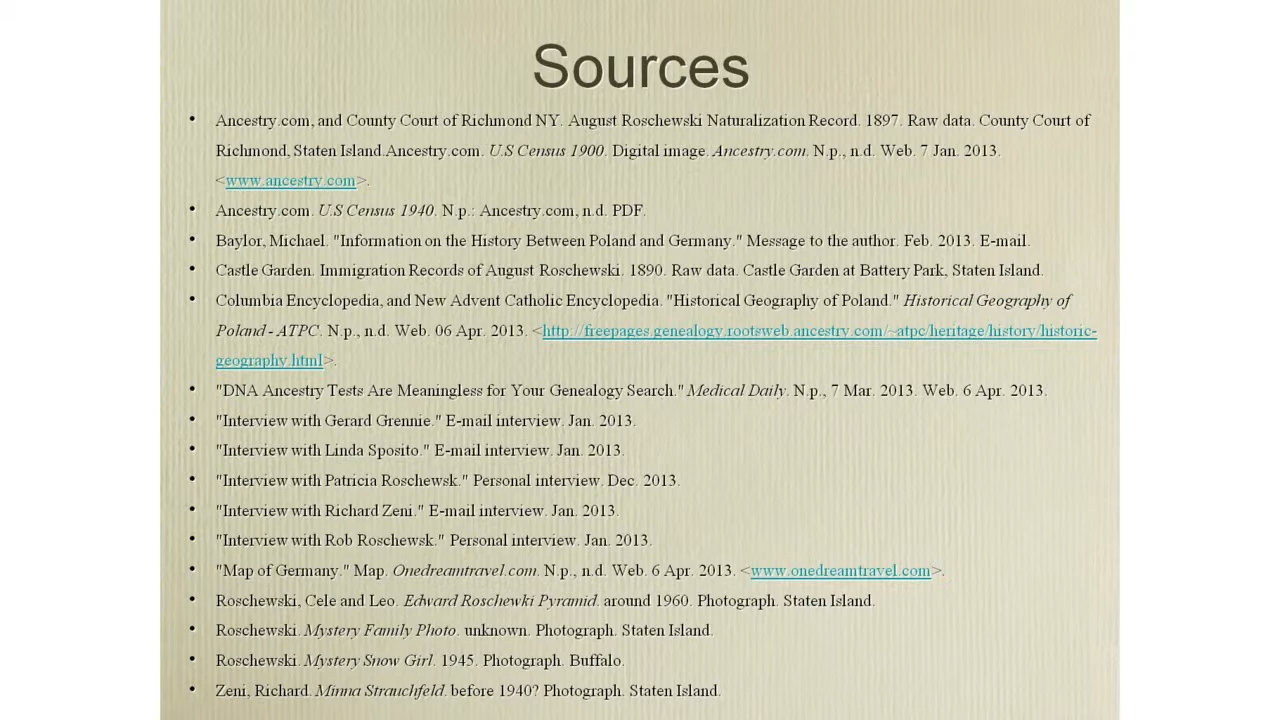 Sources
• Ancestry.com, and County Court of Richmond NY. August Roschewski Naturalization Record. 1897. Raw data. County Court of
Richmond, Staten Island.Ancestry.com. U.S Census 1900. Digital image. Ancestry.com. N.p., n.d. Web. 7 Jan. 2013.
<www.ancestry.com>.
• Ancestry.com. U.S Census 1940. N.p.: Ancestry.com, n.d. PDF.
• Baylor, Michael. "Information on the History Between Poland and Germany." Message to the author. Feb. 2013. E-mail.
• Castle Garden. Immigration Records of August Roschewski. 1890. Raw data. Castle Garden at Battery Park, Staten Island.
• Columbia Encyclopedia, and New Advent Catholic Encyclopedia. "Historical Geography of Poland." Historical Geography of
Poland - ATPC. N.p., n.d. Web. 06 Apr. 2013. <http://freepages.genealogy.rootsweb.ancestry.com/~atpc/heritage/history/historic-
geography.html>.
• "DNA Ancestry Tests Are Meaningless for Your Genealogy Search." Medical Daily. N.p., 7 Mar. 2013. Web. 6 Apr. 2013.
• "Interview with Gerard Grennie." E-mail interview. Jan. 2013.
• "Interview with Linda Sposito." E-mail interview. Jan. 2013.
• "Interview with Patricia Roschewsk." Personal interview. Dec. 2013.
• "Interview with Richard Zeni." E-mail interview. Jan. 2013.
• "Interview with Rob Roschewsk." Personal interview. Jan. 2013.
• "Map of Germany." Map. Onedreamtravel.com. N.p., n.d. Web. 6 Apr. 2013. <www.onedreamtravel.com>.
• Roschewski, Cele and Leo. Edward Roschewki Pyramid. around 1960. Photograph. Staten Island.
• Roschewski. Mystery Family Photo. unknown. Photograph. Staten Island.
• Roschewski. Mystery Snow Girl. 1945. Photograph. Buffalo.
• Zeni, Richard. Minna Strauchfeld. before 1940? Photograph. Staten Island.